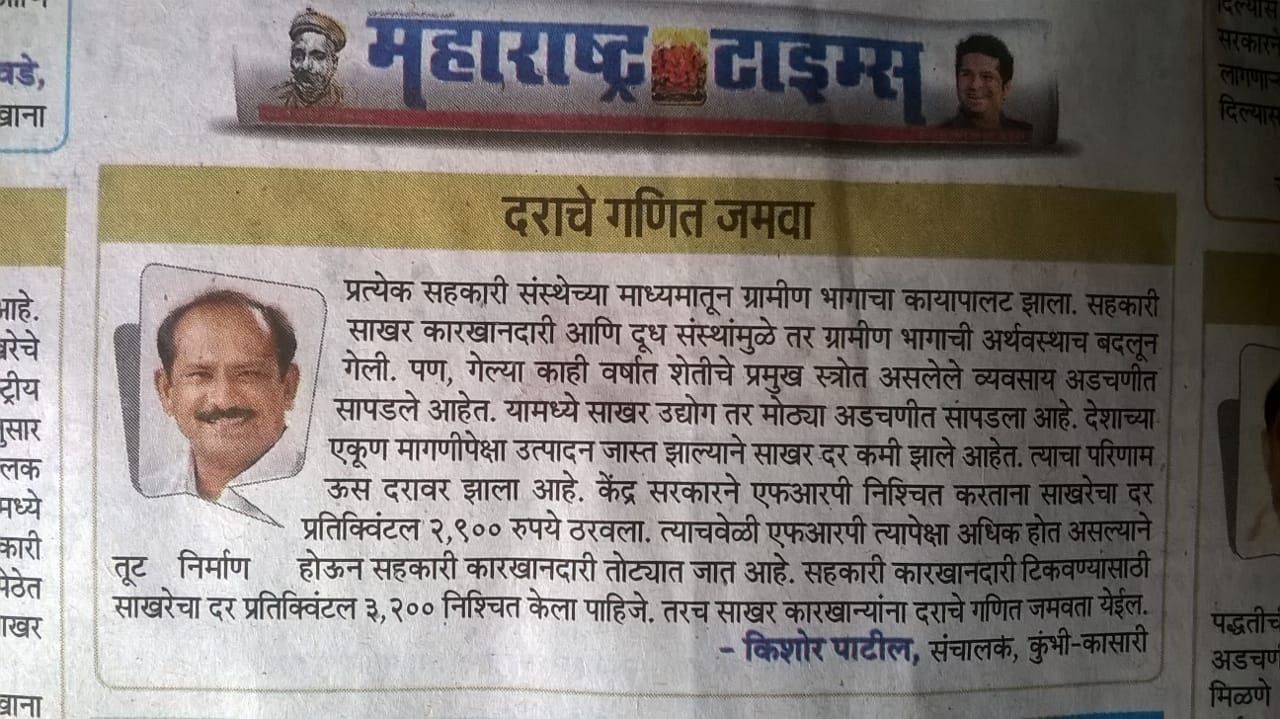 महाराष्ट्र टाइम्स
वडे,
खाना
आहे.
रेचे
ष्ट्रीय
नुसार
लक
मध्ये
कारी
पेठेत
ाखर
खाना
दराचे गणित जमवा
प्रत्येक सहकारी संस्थेच्या माध्यमातून ग्रामीण भागाचा कायापालट झाला. सहकारी
साखर कारखानदारी आणि दूध संस्थांमुळे तर ग्रामीण भागाची अर्थवस्थाच बदलून
गेली. पण, गेल्या काही वर्षात शेतीचे प्रमुख स्त्रोत असलेले व्यवसाय अडचणीत
सापडले आहेत. यामध्ये साखर उद्योग तर मोठ्या अडचणीत सापडला आहे. देशाच्या
एकूण मागणीपेक्षा उत्पादन जास्त झाल्याने साखर दर कमी झाले आहेत. त्याचा परिणाम
ऊस दरावर झाला आहे. केंद्र सरकारने एफआरपी निश्चित करताना साखरेचा दर
प्रतिक्विंटल २,९०० रुपये ठरवला. त्याचवेळी एफआरपी त्यापेक्षा अधिक होत असल्याने
तूट निर्माण होऊन सहकारी कारखानदारी तोट्यात जात आहे. सहकारी कारखानदारी टिकवण्यासाठी
साखरेचा दर प्रतिक्विंटल ३,२०० निश्चित केला पाहिजे. तरच साखर कारखान्यांना दराचे गणित जमवता येईल.
- किशोर पाटील, संचालक, कुंभी-कासारी
दिल्यास
सरकारने
लागणा
दिल्यास
पद्धतीच
अडचण
मिळणे